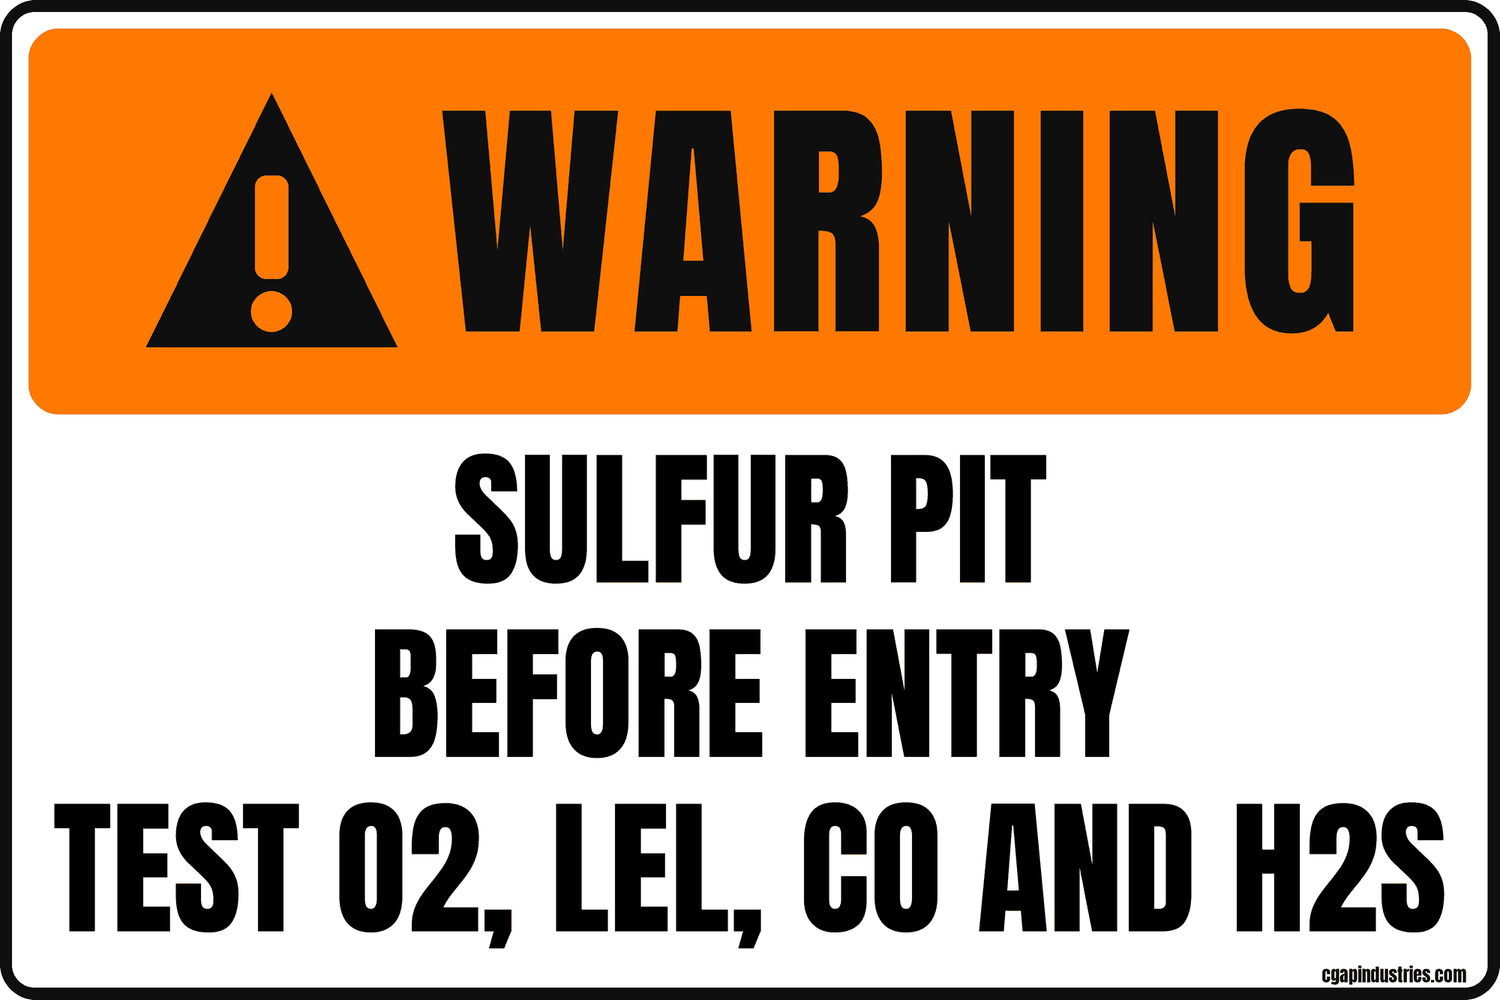 WARNING
SULFUR PIT
BEFORE ENTRY
TEST O2, LEL, CO AND H2S
cgapindustries.com